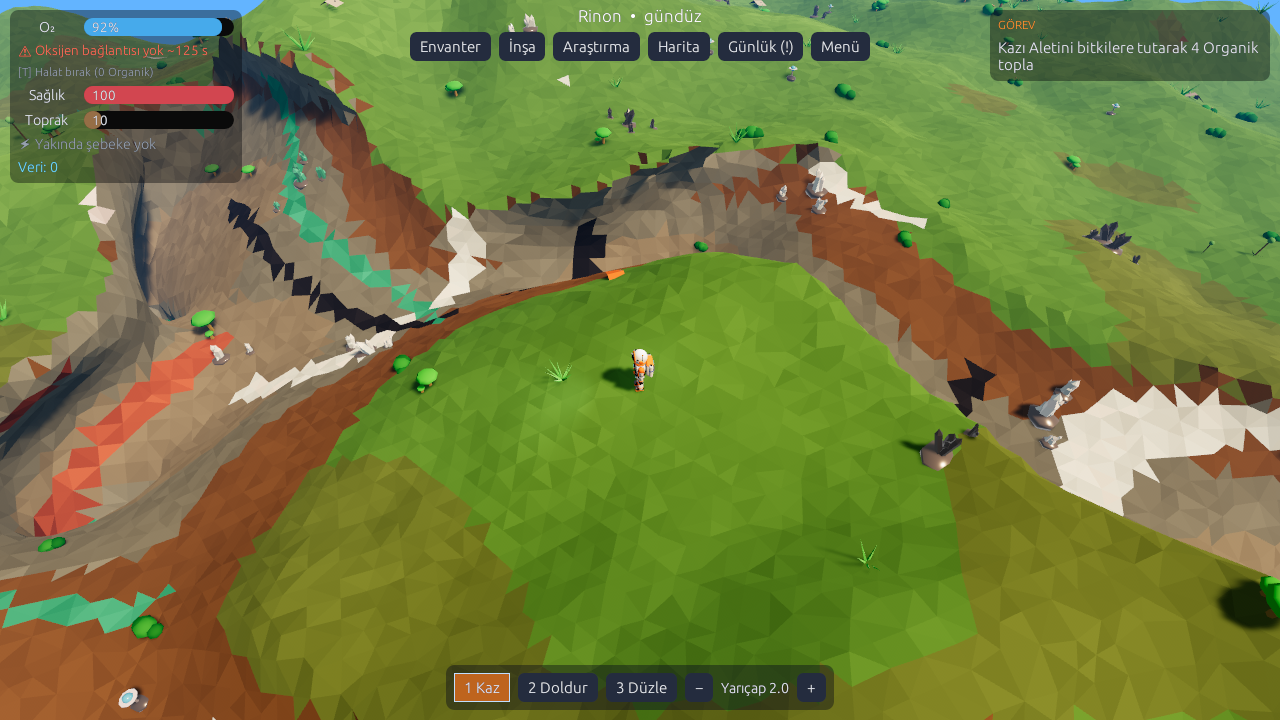 Rinon • gündüz
O₂ 92%
⚠ Oksijen bağlantısı yok ~125 s
[T] Halat bırak (0 Organik)
Sağlık 100
Toprak 10
⚡ Yakında şebeke yok
Veri: 0
Envanter İnşa Araştırma Harita Günlük (!) Menü
GÖREV
Kazı Aletini bitkilere tutarak 4 Organik
topla
1 Kaz 2 Doldur 3 Düzle − Yarıçap 2.0 +